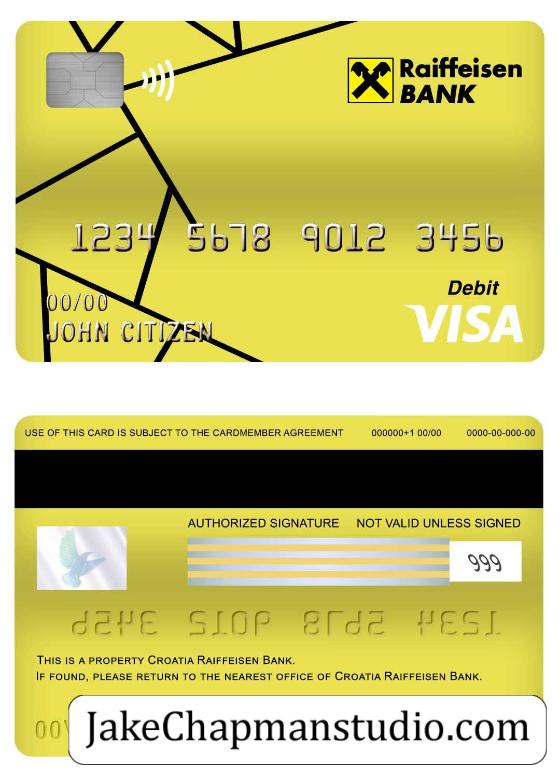 Raiffeisen
BANK
1234 5678 9012 3456
Debit
00/00
VISA
JOHN CITIZEN
USE OF THIS CARD IS SUBJECT TO THE CARDMEMBER AGREEMENT 000000+1 00/00 0000-00-000-00
AUTHORIZED SIGNATURE NOT VALID UNLESS SIGNED
999
THIS IS A PROPERTY CROATIA RAIFFEISEN BANK.
IF FOUND, PLEASE RETURN TO THE NEAREST OFFICE OF CROATIA RAIFFEISEN BANK.
JakeChapmanstudio.com